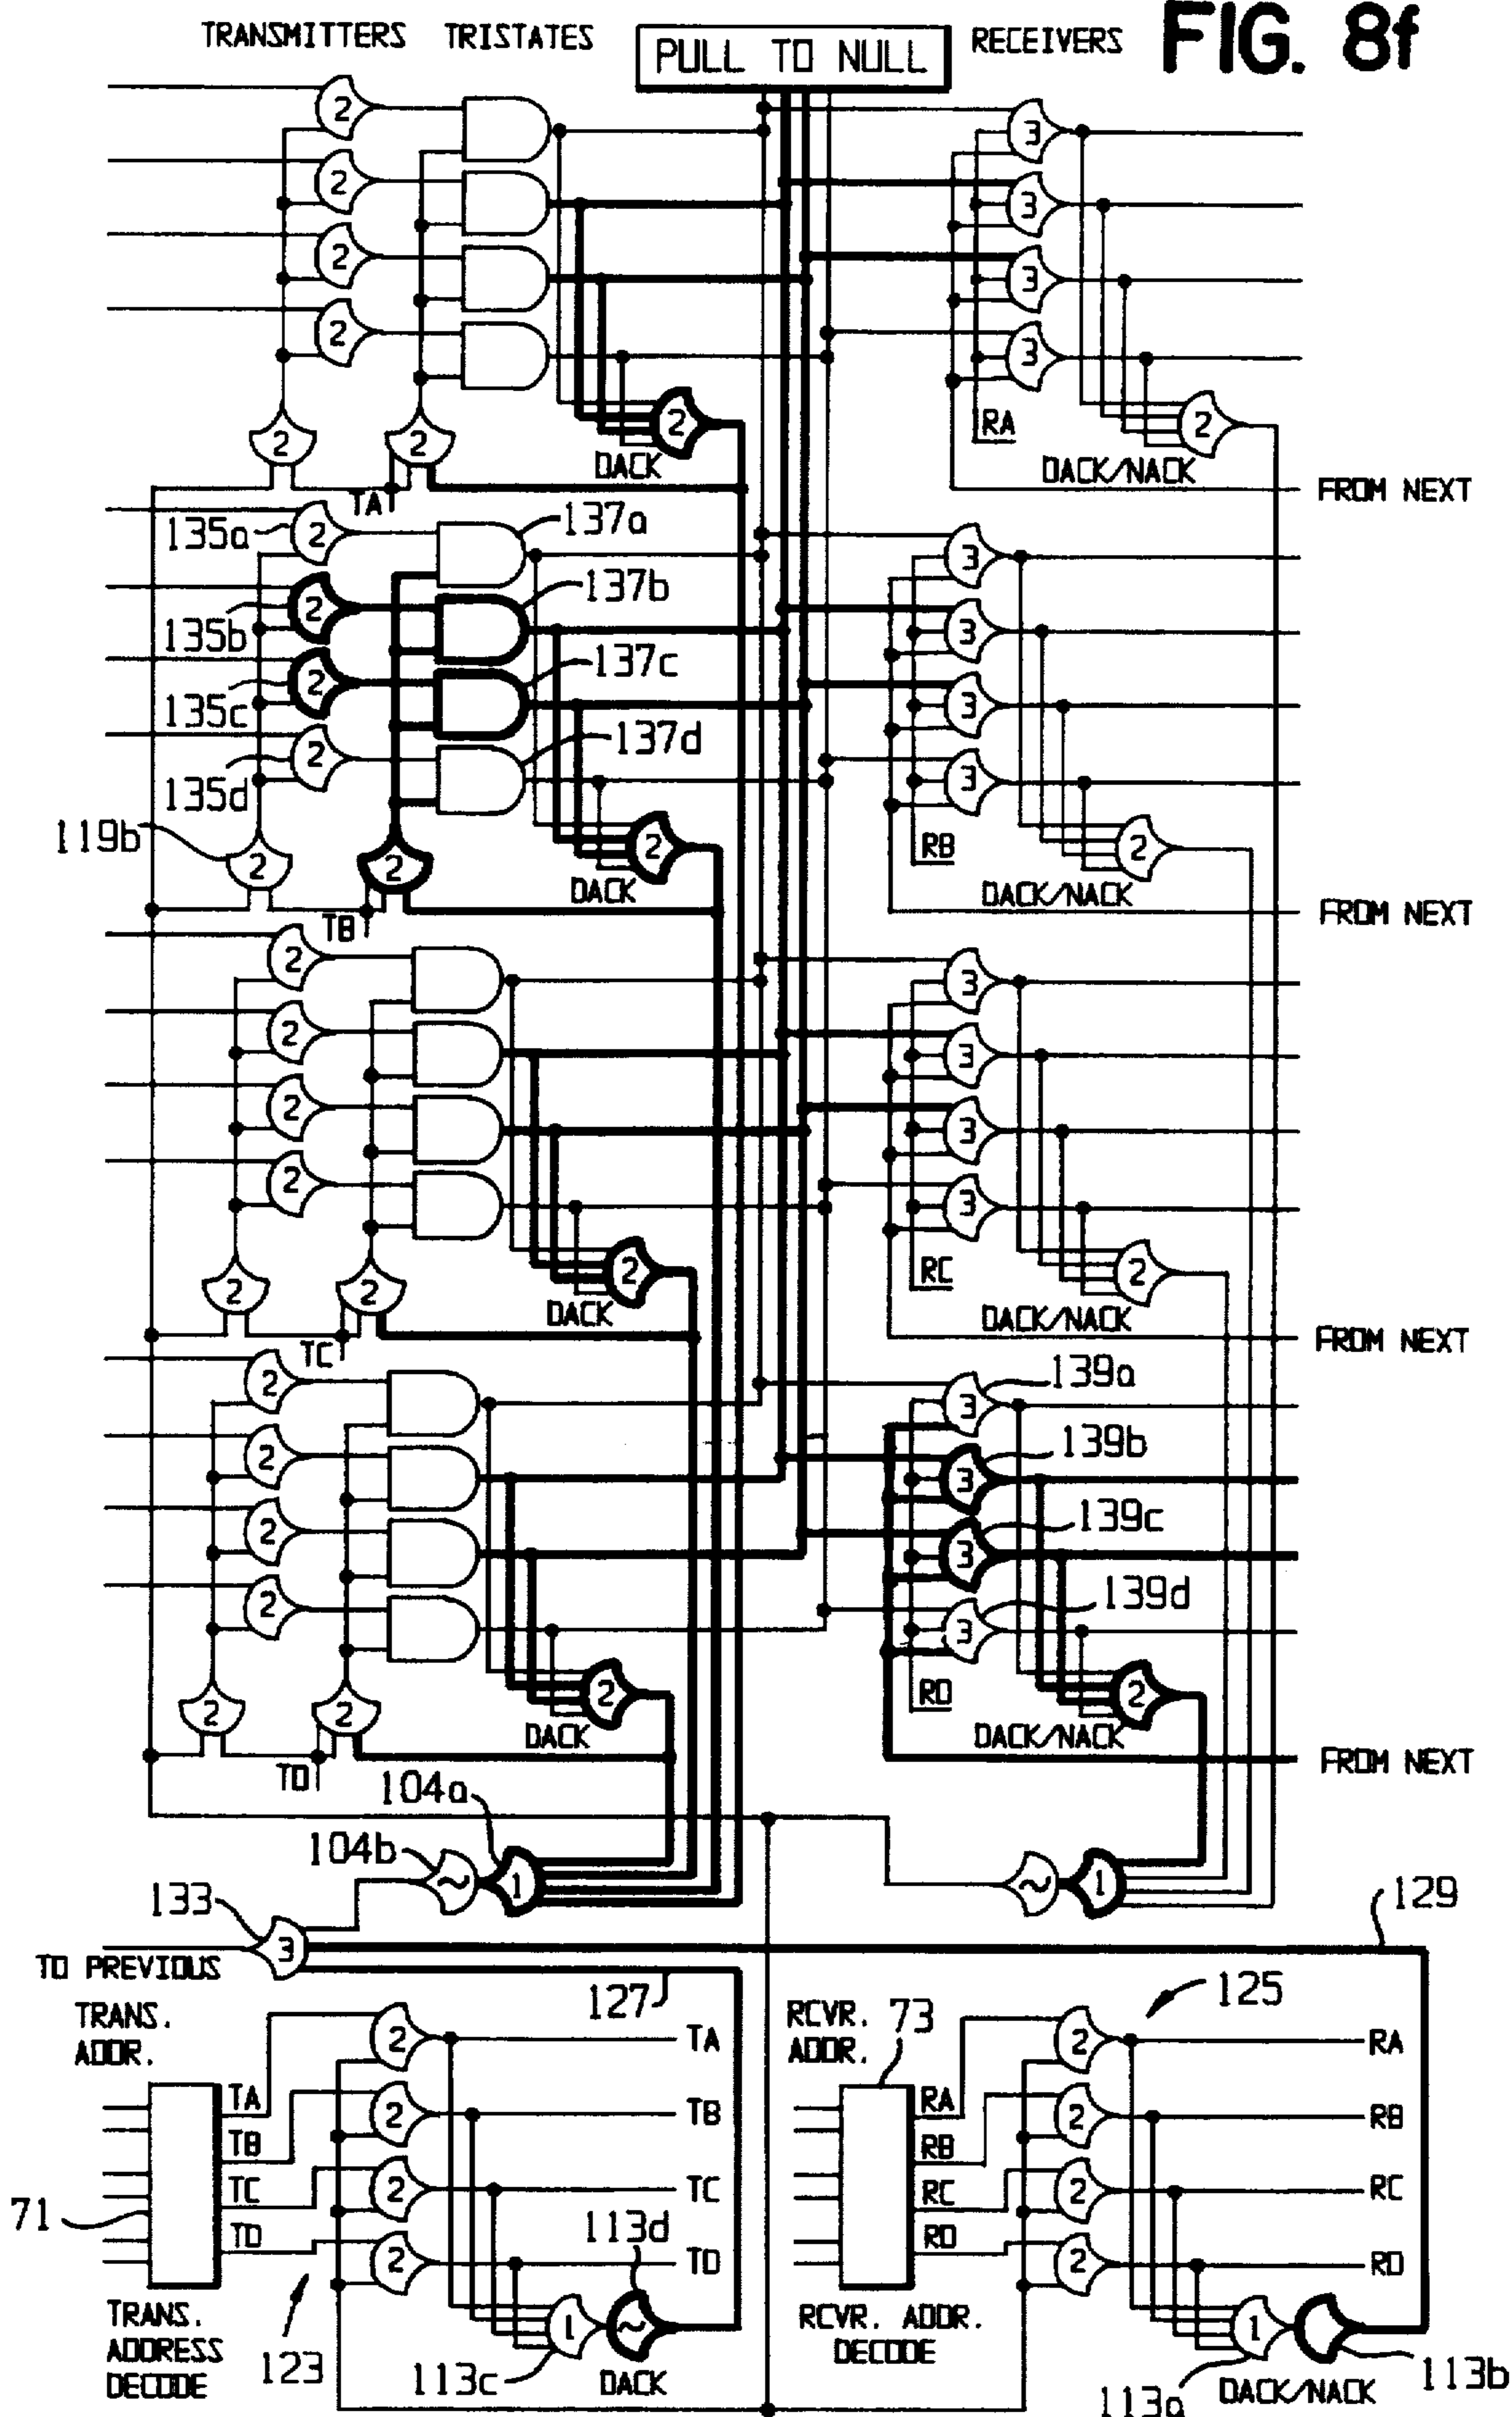 TRANSMITTERS TRISTATES PULL TO NULL RECEIVERS FIG. 8f
2 3
2 3
2 3
2 3
2 2 2 RA 2
DACK DACK/NACK
FROM NEXT
TA
135a 2 137a 3
135b 2 137b 3
135c 2 137c 3
135d 2 137d 3
119b 2 2 2 RB 2
DACK DACK/NACK
FROM NEXT
TB
2 3
2 3
2 3
2 3
2 2 2 RC 2
DACK DACK/NACK
FROM NEXT
TC
2 3 139a
2 3 139b
2 3 139c
2 3 139d
2 2 2 RD 2
DACK DACK/NACK
FROM NEXT
TD
104a
104b ~ 1 ~ 1
133 3 129
TO PREVIOUS
127
TRANS.
ADDR.
71
TA 2 TA
TB 2 TB
TC 2 TC
TD 2 TD
113d
TRANS.
ADDRESS
DECODE
123
1 ~
113c DACK
RCVR.
ADDR.
73
125
RA 2 RA
RB 2 RB
RC 2 RC
RD 2 RD
RCVR. ADDR.
DECODE
1
113a DACK/NACK 113b